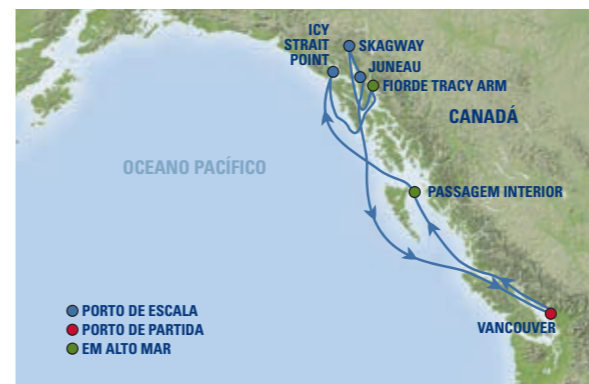 ICY
STRAIT
POINT
SKAGWAY
JUNEAU
FIORDE TRACY ARM
CANADÁ
OCEANO PACÍFICO
PASSAGEM INTERIOR
VANCOUVER
PORTO DE ESCALA
PORTO DE PARTIDA
EM ALTO MAR